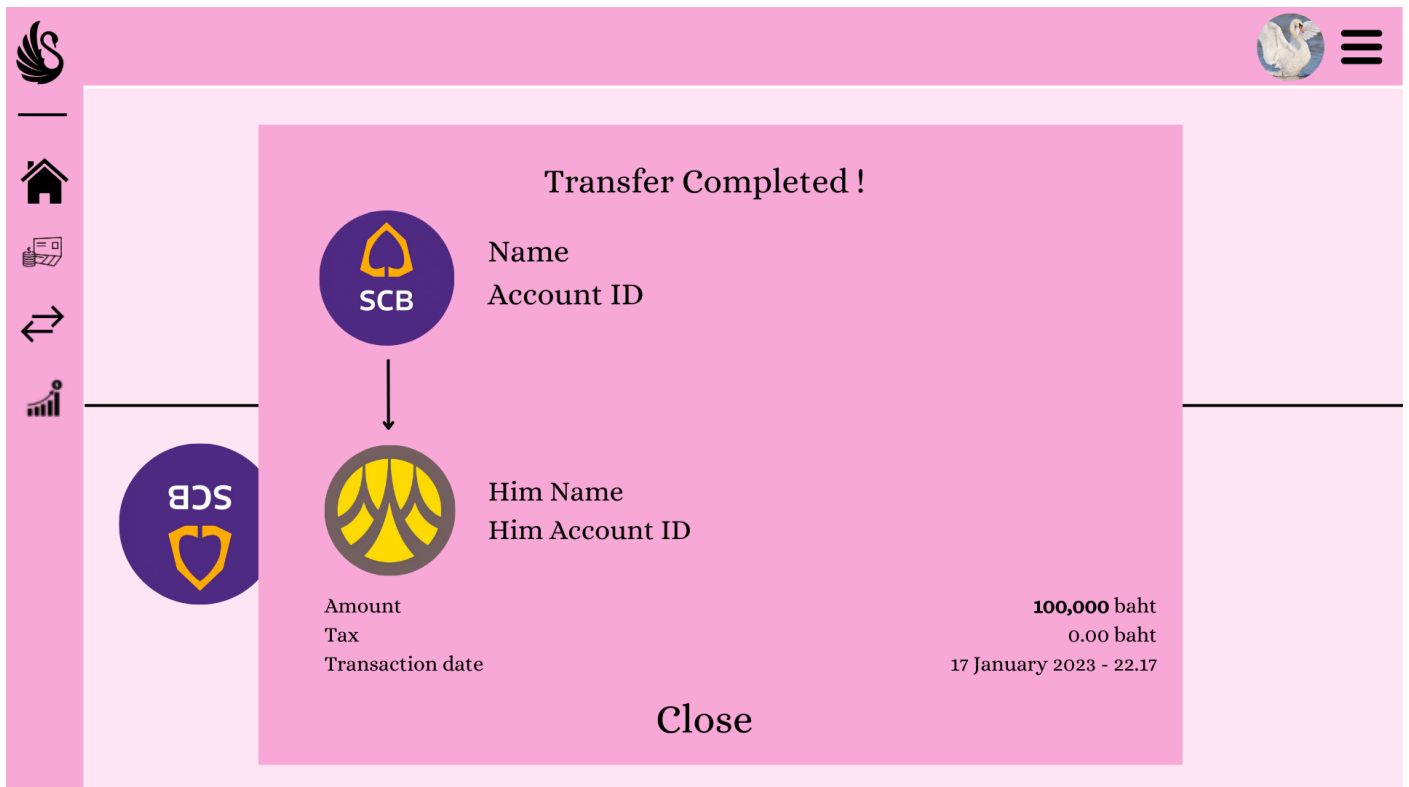 Transfer Completed !
SCB
Name
Account ID
SCB
Him Name
Him Account ID
Amount 100,000 baht
Tax 0.00 baht
Transaction date 17 January 2023 - 22.17
Close